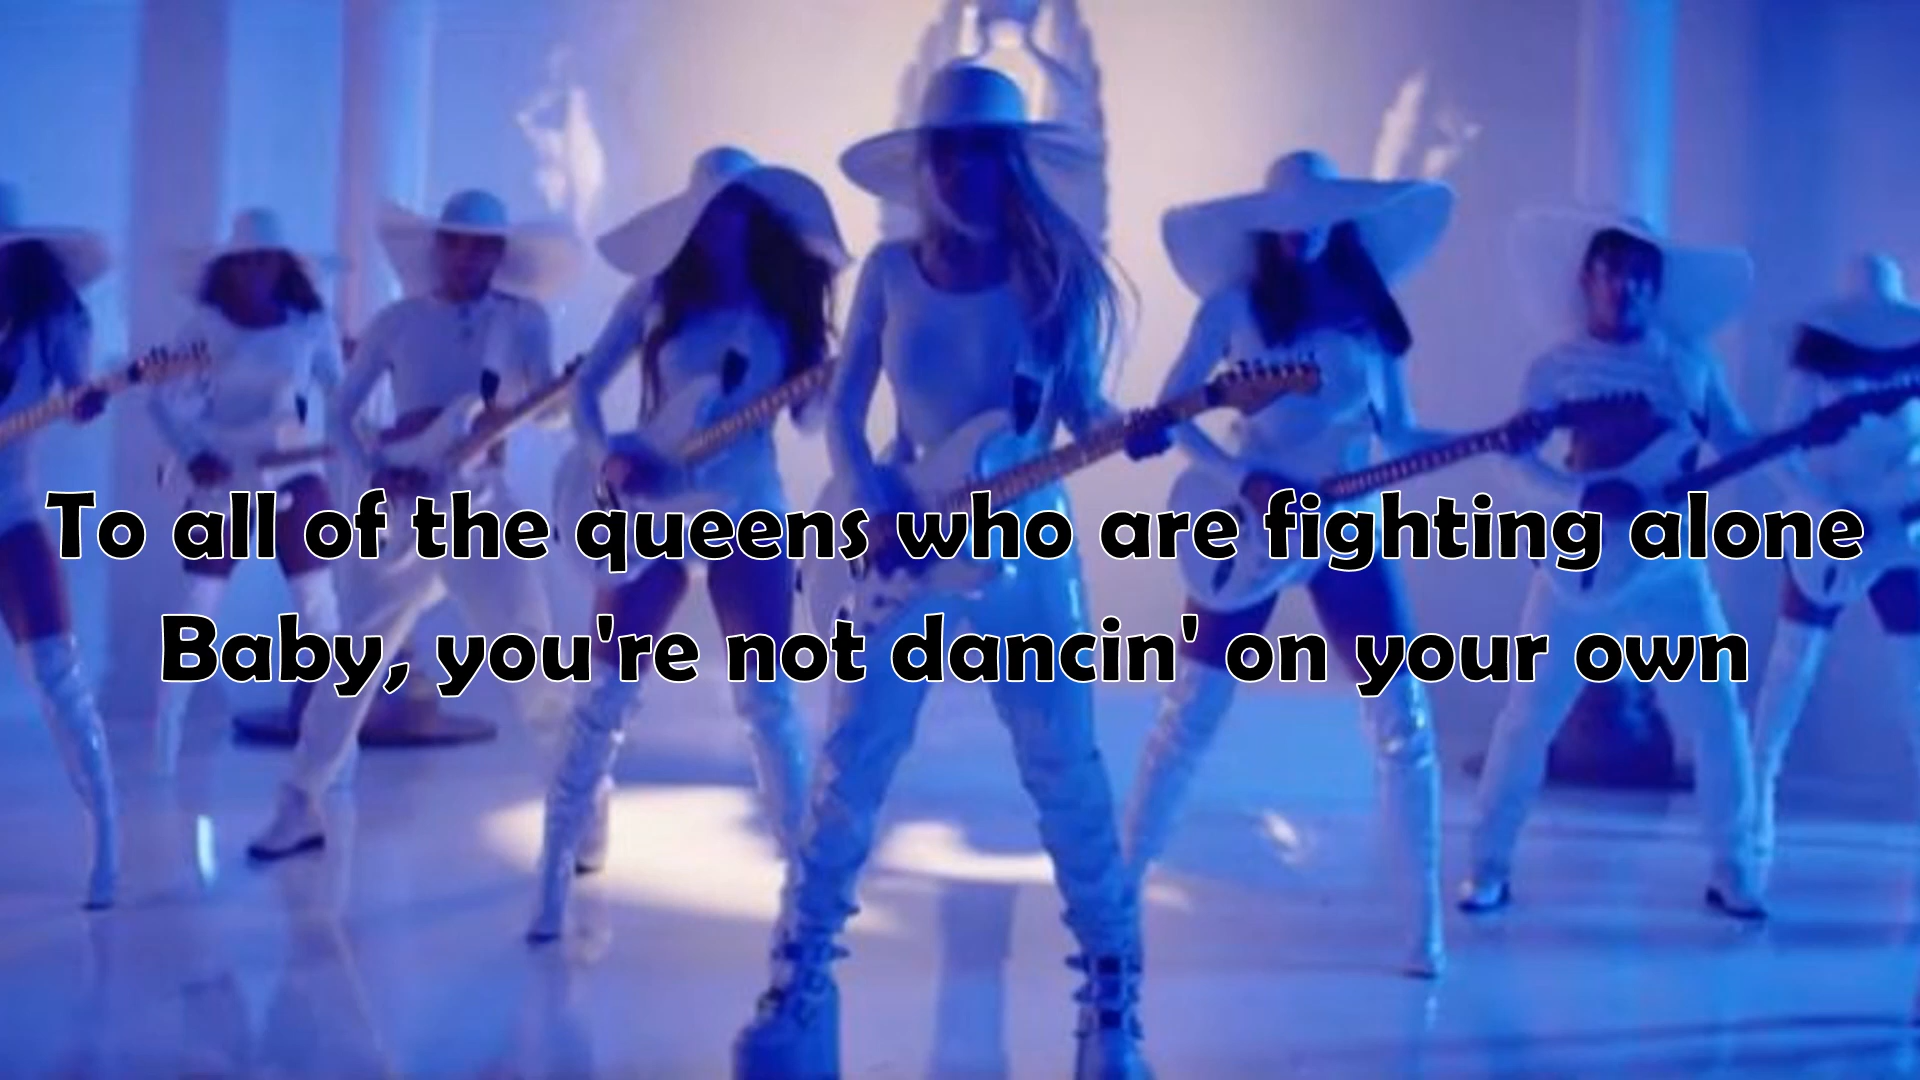 To all of the queens who are fighting alone
Baby, you're not dancin' on your own